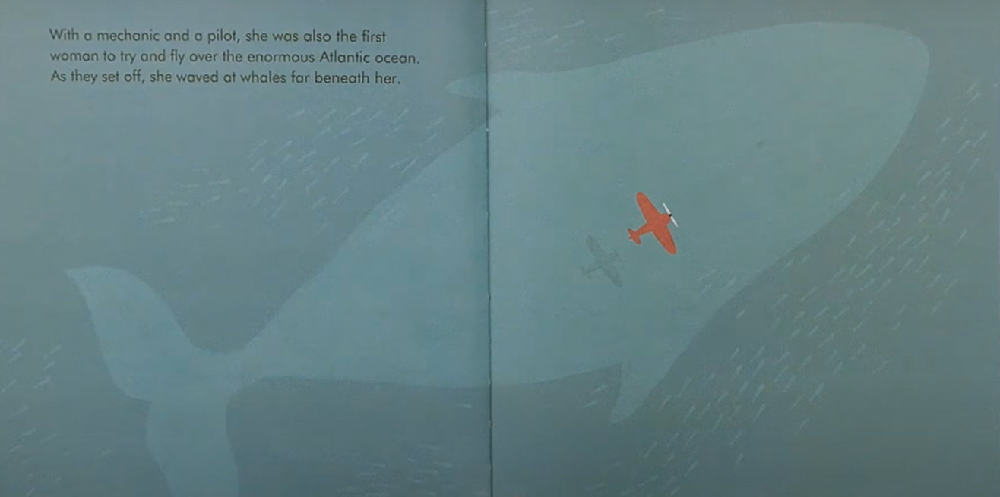 With a mechanic and a pilot, she was also the first
woman to try and fly over the enormous Atlantic ocean.
As they set off, she waved at whales far beneath her.